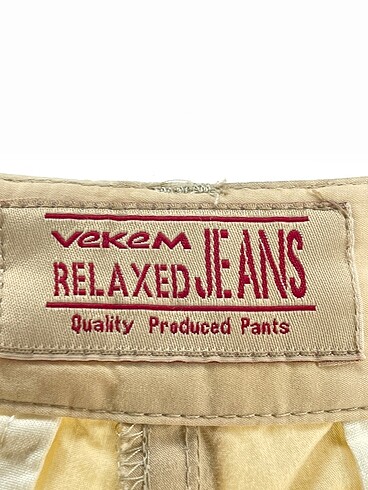 VeKeM
RELAXED JEANS
Quality Produced Pants